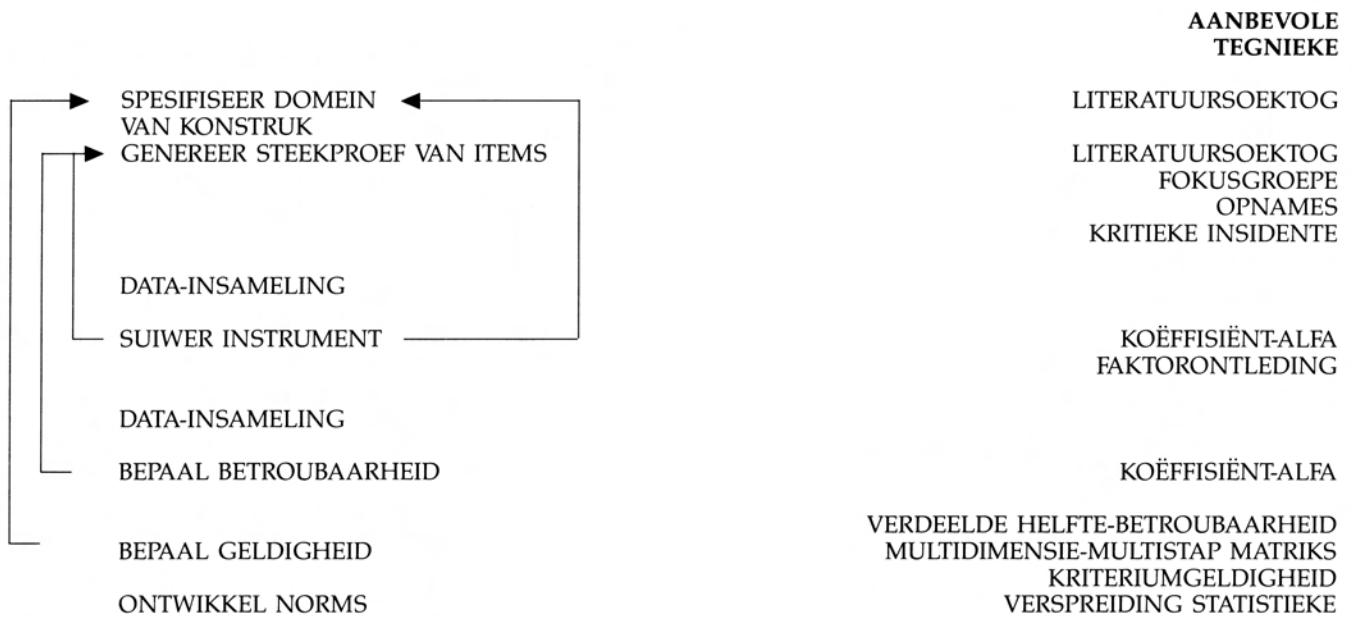 AANBEVOLE
TEGNIEKE
SPESIFISEER DOMEIN
VAN KONSTRUK
LITERATUURSOEKTOG
GENEREER STEEKPROEF VAN ITEMS
LITERATUURSOEKTOG
FOKUSGROEPE
OPNAMES
KRITIEKE INSIDENTE
DATA-INSAMELING
SUIWER INSTRUMENT
KOËFFISIËNT-ALFA
FAKTORONTLEDING
DATA-INSAMELING
BEPAAL BETROUBAARHEID
KOËFFISIËNT-ALFA
VERDEELDE HELFTE-BETROUBAARHEID
BEPAAL GELDIGHEID
MULTIDIMENSIE-MULTISTAP MATRIKS
KRITERIUMGELDIGHEID
ONTWIKKEL NORMS
VERSPREIDING STATISTIEKE